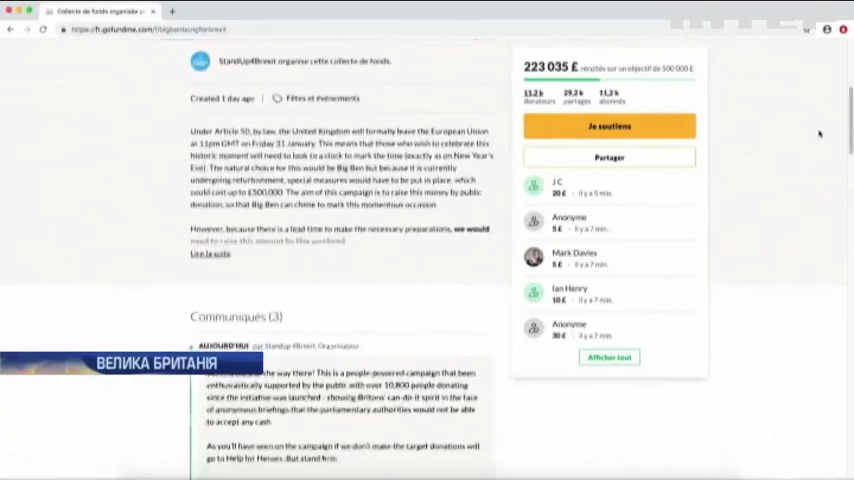 Collecte de fonds organisée p
https://fr.gofundme.com/f/bigbenbongforbrexit
StandUp4Brexit organise cette collecte de fonds.
Created 1 day ago | Fêtes et événements
Under Article 50, by law, the United Kingdom will formally leave the European Union
at 11pm GMT on Friday 31 January. This means that those who wish to celebrate this
historic moment will need to look to a clock to mark the time (exactly as on New Year's
Eve). The natural choice for this would be Big Ben but because it is currently
undergoing refurbishment, special measures would have to be put in place, which
could cost up to £500,000. The aim of this campaign is to raise this money by public
donation, so that Big Ben can chime to mark this momentous occasion.
However, because there is a lead time to make the necessary preparations, we would
need to raise this amount by this weekend.
Lire la suite
223 035 £ récoltés sur un objectif de 500 000 £
11,2 k 29,2 k 11,2 k
donateurs partages abonnés
Je soutiens
Partager
J C
20 £ · Il y a 5 min.
Anonyme
5 £ · Il y a 7 min.
Mark Davies
5 £ · Il y a 7 min.
Ian Henry
10 £ · Il y a 7 min.
Anonyme
30 £ · Il y a 7 min.
Afficher tout
Communiqués (3)
AUJOURD'HUI par StandUp 4Brexit, Organisateur
the way there! This is a people-powered campaign that been
enthusiastically supported by the public with over 10,800 people donating
since the initiative was launched - showing Britons' can-do-it spirit in the face
of anonymous briefings that the parliamentary authorities would not be able
to accept any cash.
As you'll have seen on the campaign if we don't make the target donations will
go to Help for Heroes. But stand firm.
ВЕЛИКА БРИТАНІЯ